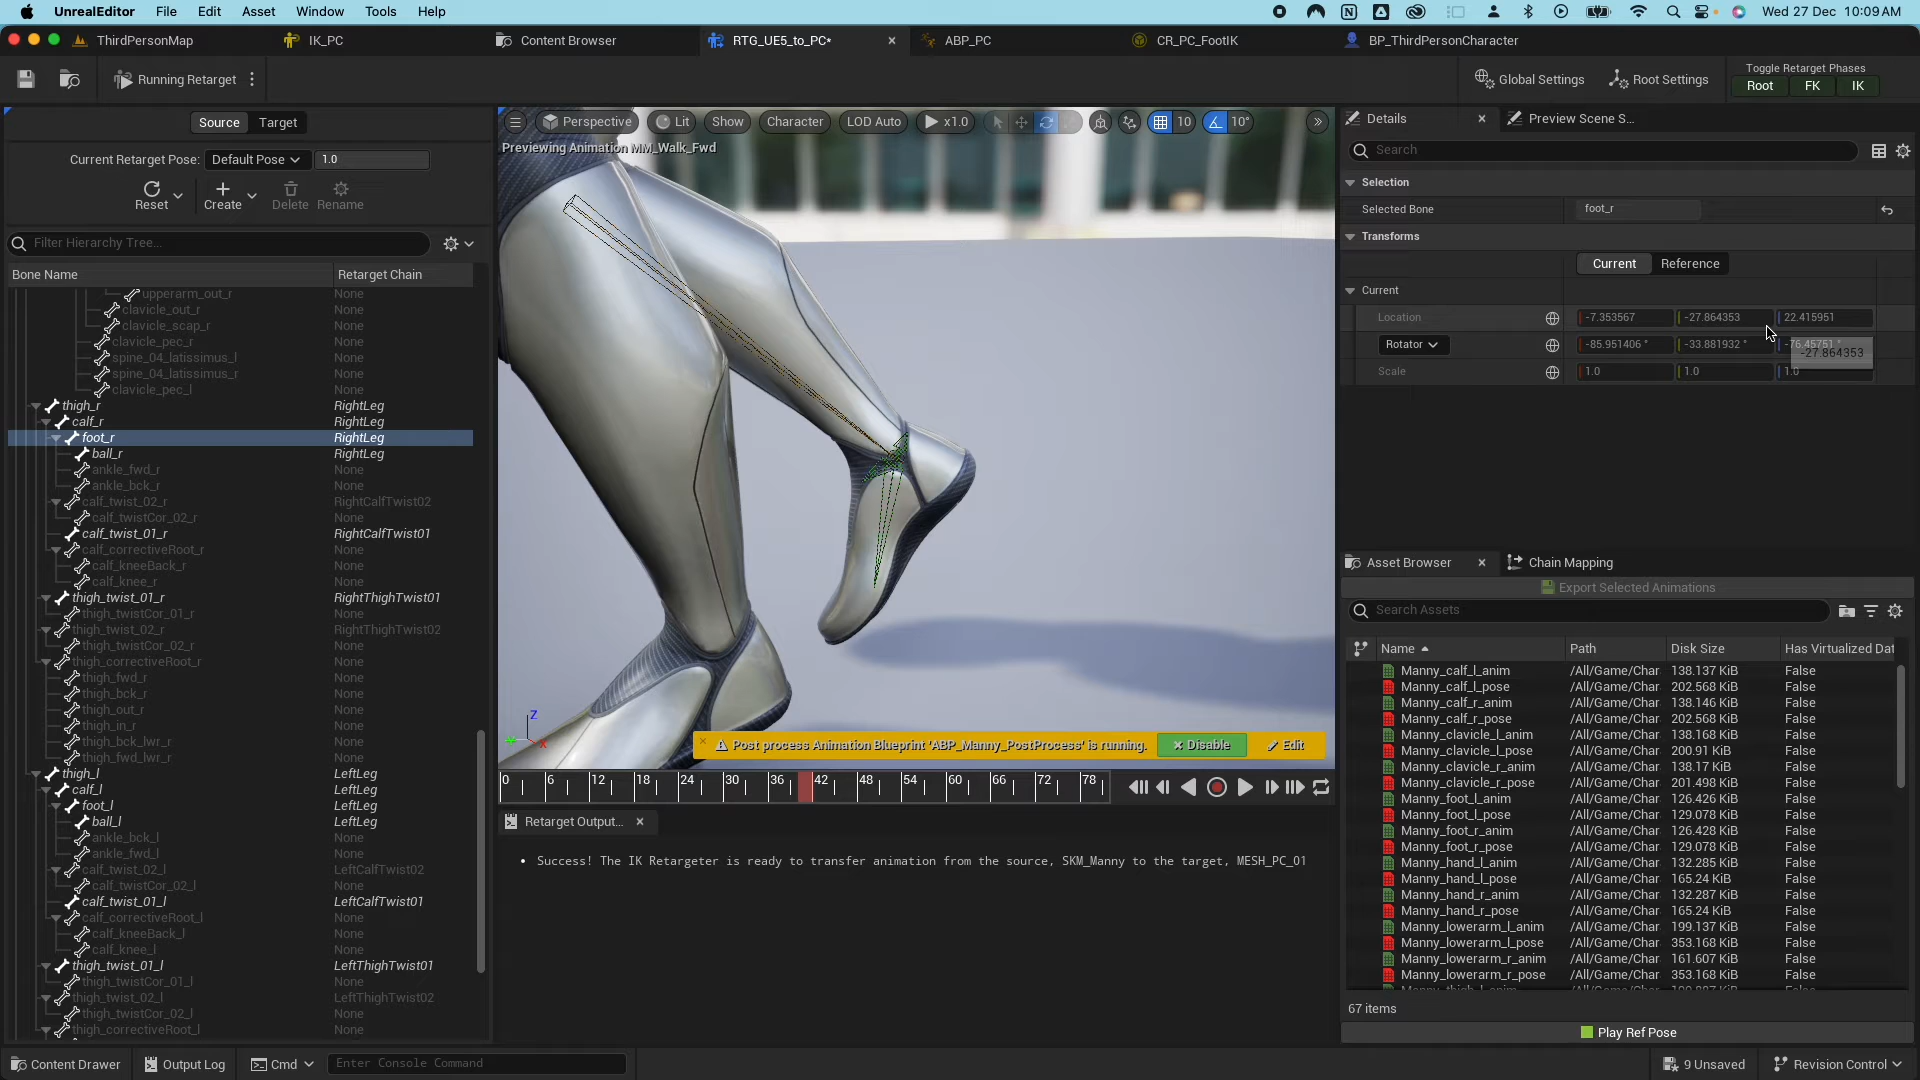 UnrealEditor File Edit Asset Window Tools Help Wed 27 Dec 10:09AM
ThirdPersonMap IK_PC Content Browser RTG_UE5_to_PC* ABP_PC CR_PC_FootIK BP_ThirdPersonCharacter
Running Retarget Global Settings Root Settings Toggle Retarget Phases
Root FK IK
Source Target
Current Retarget Pose: Default Pose 1.0
Reset Create Delete Rename
Filter Hierarchy Tree...
Bone Name Retarget Chain
upperarm_out_r None
clavicle_out_r None
clavicle_scap_r None
clavicle_pec_r None
spine_04_latissimus_l None
spine_04_latissimus_r None
clavicle_pec_l None
thigh_r RightLeg
calf_r RightLeg
foot_r RightLeg
ball_r RightLeg
ankle_fwd_r None
ankle_bck_r None
calf_twist_02_r RightCalfTwist02
calf_twistCor_02_r None
calf_twist_01_r RightCalfTwist01
calf_correctiveRoot_r None
calf_kneeBack_r None
calf_knee_r None
thigh_twist_01_r RightThighTwist01
thigh_twistCor_01_r None
thigh_twist_02_r RightThighTwist02
thigh_twistCor_02_r None
thigh_correctiveRoot_r None
thigh_fwd_r None
thigh_bck_r None
thigh_out_r None
thigh_in_r None
thigh_bck_lwr_r None
thigh_fwd_lwr_r None
thigh_l LeftLeg
calf_l LeftLeg
foot_l LeftLeg
ball_l LeftLeg
ankle_bck_l None
ankle_fwd_l None
calf_twist_02_l LeftCalfTwist02
calf_twistCor_02_l None
calf_twist_01_l LeftCalfTwist01
calf_correctiveRoot_l None
calf_kneeBack_l None
calf_knee_l None
thigh_twist_01_l LeftThighTwist01
thigh_twistCor_01_l None
thigh_twist_02_l LeftThighTwist02
thigh_twistCor_02_l None
thigh_correctiveRoot_l None
Perspective Lit Show Character LOD Auto x1.0 10 10°
Previewing Animation MM_Walk_Fwd
Z
X
Post process Animation Blueprint 'ABP_Manny_PostProcess' is running. Disable Edit
0 6 12 18 24 30 36 42 48 54 60 66 72 78
Retarget Output...
Success! The IK Retargeter is ready to transfer animation from the source, SKM_Manny to the target, MESH_PC_01
Details Preview Scene S...
Search
Selection
Selected Bone foot_r
Transforms
Current Reference
Current
Location -7.353567 -27.864353 22.415951
Rotator -85.951406 ° -33.881932 ° -76.45751 °
-27.864353
Scale 1.0 1.0 1.0
Asset Browser Chain Mapping
Export Selected Animations
Search Assets
Name Path Disk Size Has Virtualized Dat
Manny_calf_l_anim /All/Game/Char 138.137 KiB False
Manny_calf_l_pose /All/Game/Char 202.568 KiB False
Manny_calf_r_anim /All/Game/Char 138.146 KiB False
Manny_calf_r_pose /All/Game/Char 202.568 KiB False
Manny_clavicle_l_anim /All/Game/Char 138.168 KiB False
Manny_clavicle_l_pose /All/Game/Char 200.91 KiB False
Manny_clavicle_r_anim /All/Game/Char 138.17 KiB False
Manny_clavicle_r_pose /All/Game/Char 201.498 KiB False
Manny_foot_l_anim /All/Game/Char 126.426 KiB False
Manny_foot_l_pose /All/Game/Char 129.078 KiB False
Manny_foot_r_anim /All/Game/Char 126.428 KiB False
Manny_foot_r_pose /All/Game/Char 129.078 KiB False
Manny_hand_l_anim /All/Game/Char 132.285 KiB False
Manny_hand_l_pose /All/Game/Char 165.24 KiB False
Manny_hand_r_anim /All/Game/Char 132.287 KiB False
Manny_hand_r_pose /All/Game/Char 165.24 KiB False
Manny_lowerarm_l_anim /All/Game/Char 199.137 KiB False
Manny_lowerarm_l_pose /All/Game/Char 353.168 KiB False
Manny_lowerarm_r_anim /All/Game/Char 161.607 KiB False
Manny_lowerarm_r_pose /All/Game/Char 353.168 KiB False
67 items
Play Ref Pose
Content Drawer Output Log Cmd Enter Console Command 9 Unsaved Revision Control